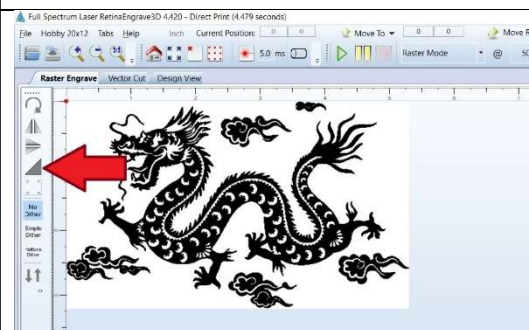 Full Spectrum Laser RetinaEngrave3D 4.420 - Direct Print (4.479 seconds)
File Hobby 20x12 Tabs Help Inch Current Position: 0 0 Move To 0 0 Move R
5.0 ms Raster Mode @ 50
Raster Engrave Vector Cut Design View
No
Dither
Simple
Dither
Dither